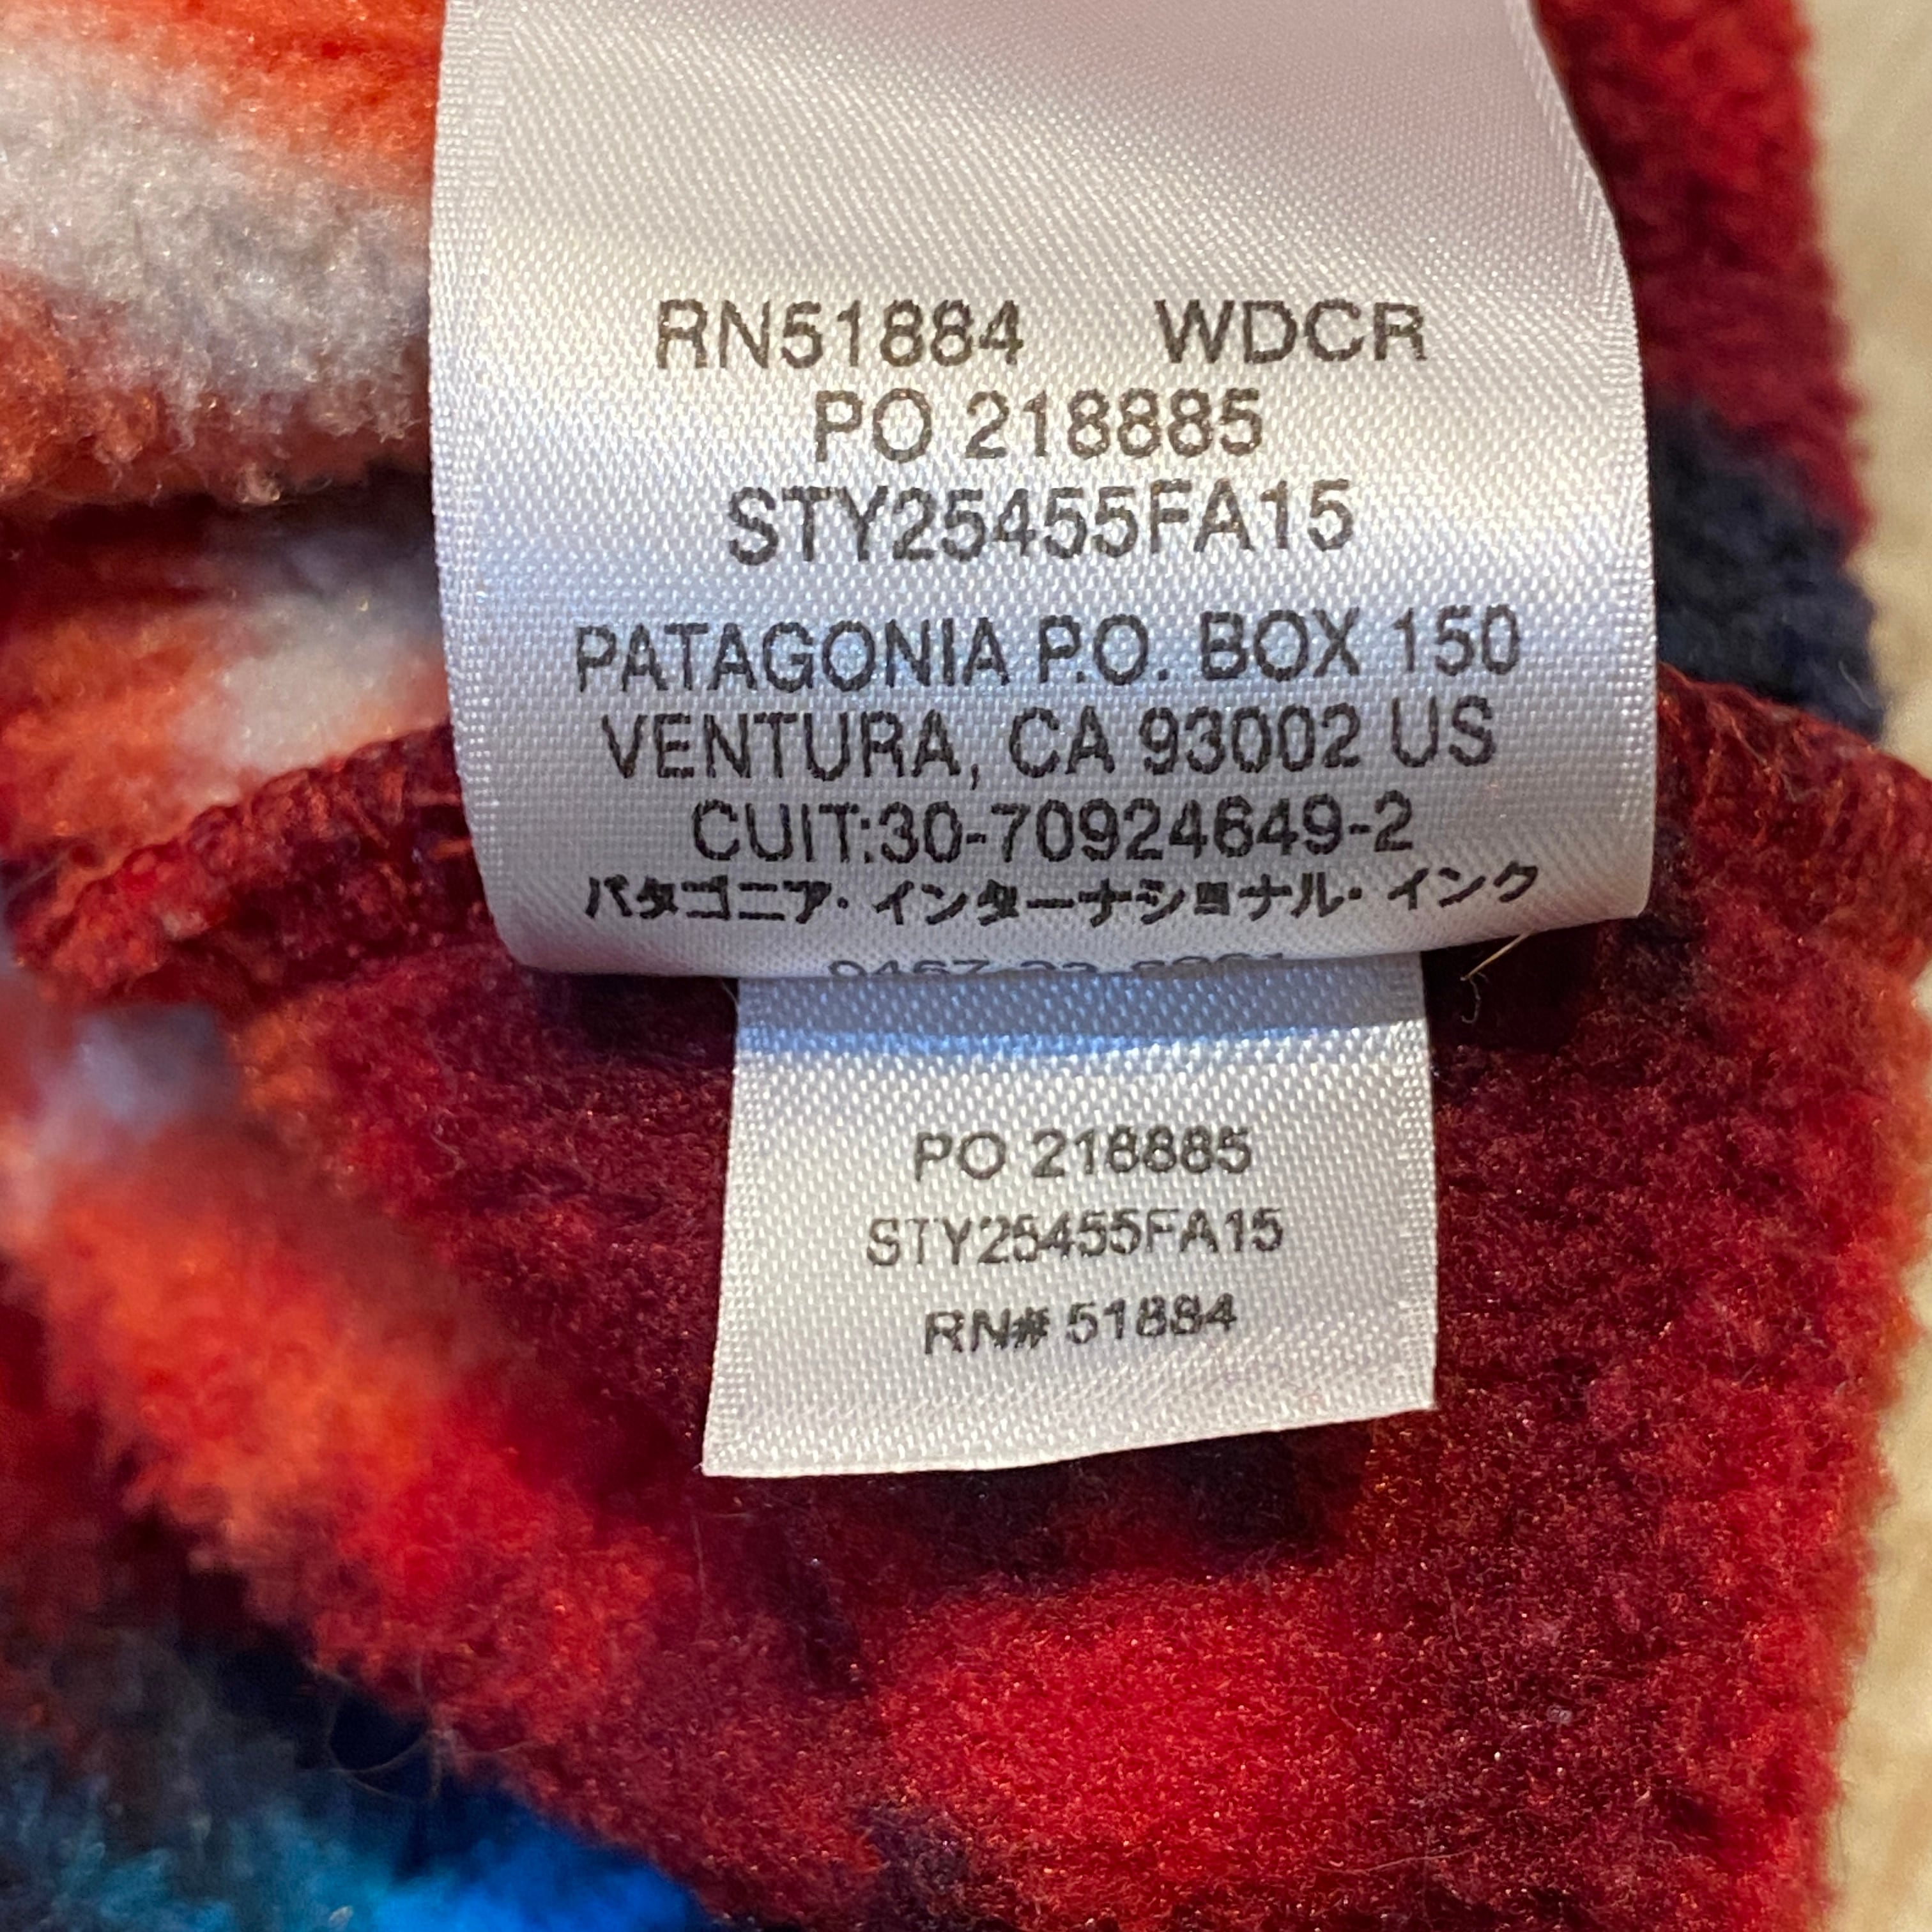 RN51884 WDCR
PO 218885
STY25455FA15
PATAGONIA P.O. BOX 150
VENTURA, CA 93002 US
CUIT:30-70924649-2
パタゴニア・インターナショナル・インク
PO 218885
STY25455FA15
RN# 51884